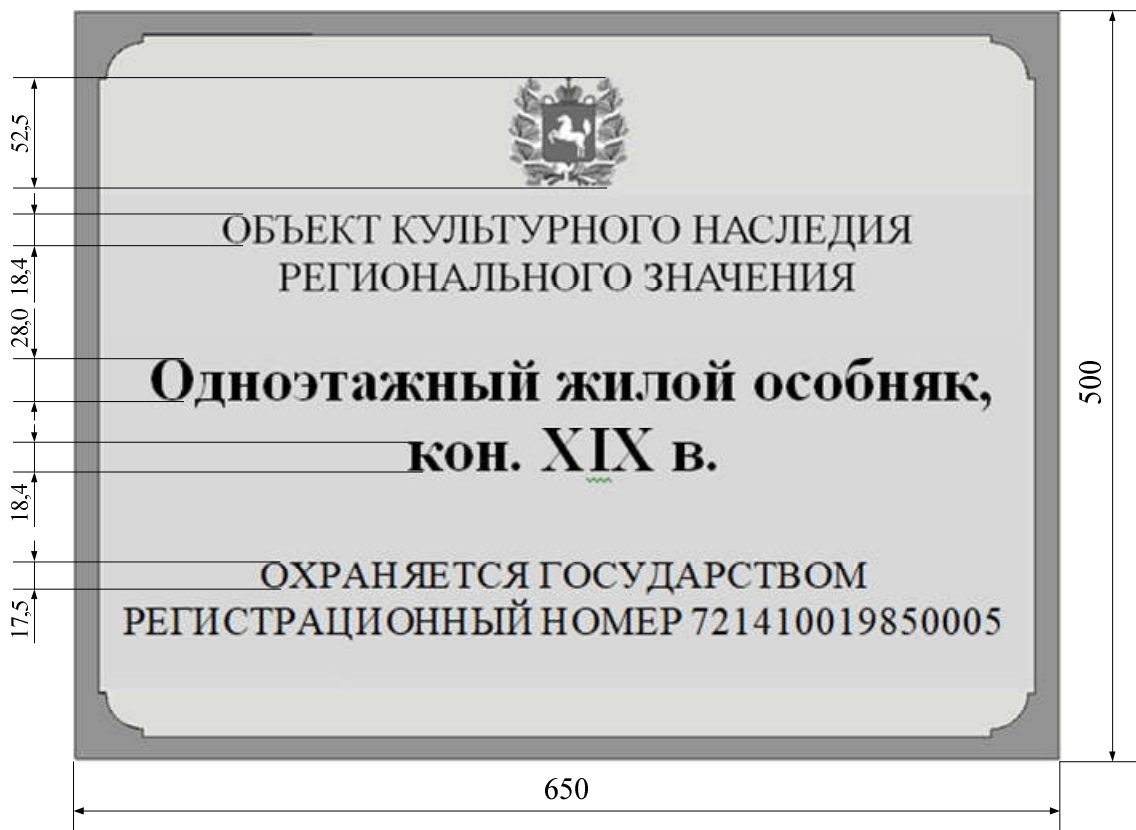 52,5
ОБЪЕКТ КУЛЬТУРНОГО НАСЛЕДИЯ
18,4
РЕГИОНАЛЬНОГО ЗНАЧЕНИЯ
28,0
Одноэтажный жилой особняк,
500
кон. XIX в.
18,4
ОХРАНЯЕТСЯ ГОСУДАРСТВОМ
17,5
РЕГИСТРАЦИОННЫЙ НОМЕР 721410019850005
650